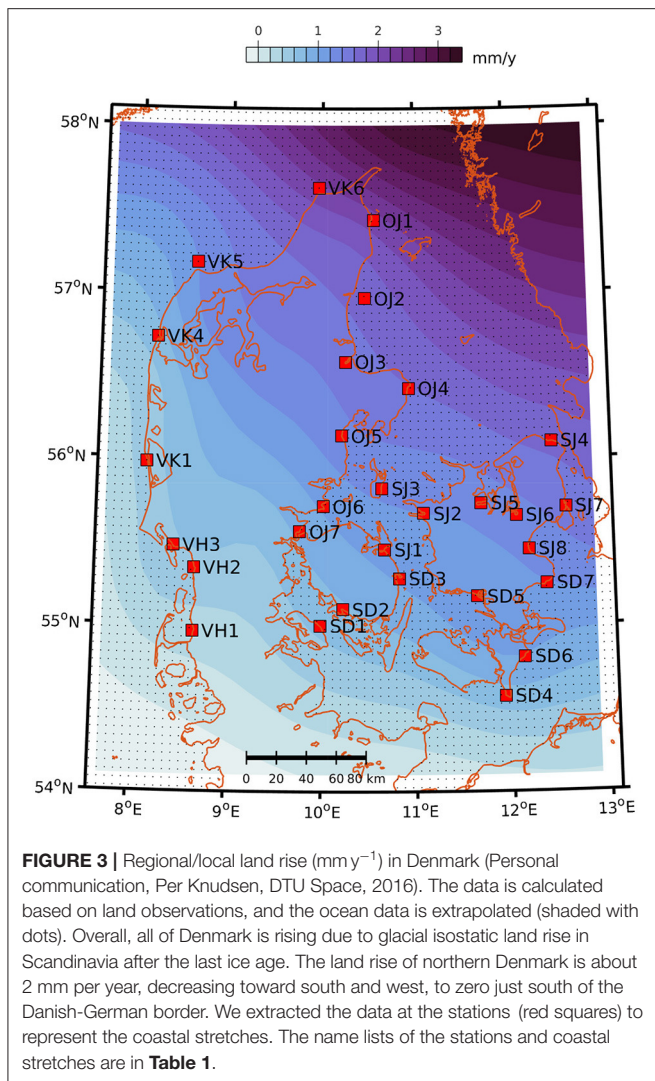 0 1 2 3 mm/y
58°N
VK6
OJ1
VK5
57°N
OJ2
VK4
OJ3
OJ4
OJ5
SJ4
56°N
VK1
SJ3
SJ5
SJ7
OJ6
SJ2
SJ6
OJ7
VH3
SJ1
SJ8
VH2
SD3
SD7
SD5
55°N
SD2
VH1
SD1
SD6
SD4
0 20 40 60 80 km
54°N
8°E 9°E 10°E 11°E 12°E 13°E
FIGURE 3 | Regional/local land rise (mm y⁻¹) in Denmark (Personal
communication, Per Knudsen, DTU Space, 2016). The data is calculated
based on land observations, and the ocean data is extrapolated (shaded with
dots). Overall, all of Denmark is rising due to glacial isostatic land rise in
Scandinavia after the last ice age. The land rise of northern Denmark is about
2 mm per year, decreasing toward south and west, to zero just south of the
Danish-German border. We extracted the data at the stations (red squares) to
represent the coastal stretches. The name lists of the stations and coastal
stretches are in Table 1.